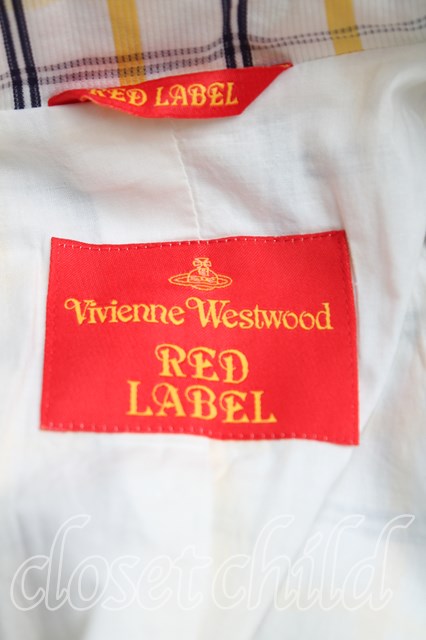 RED LABEL
Vivienne Westwood
RED
LABEL
closet child